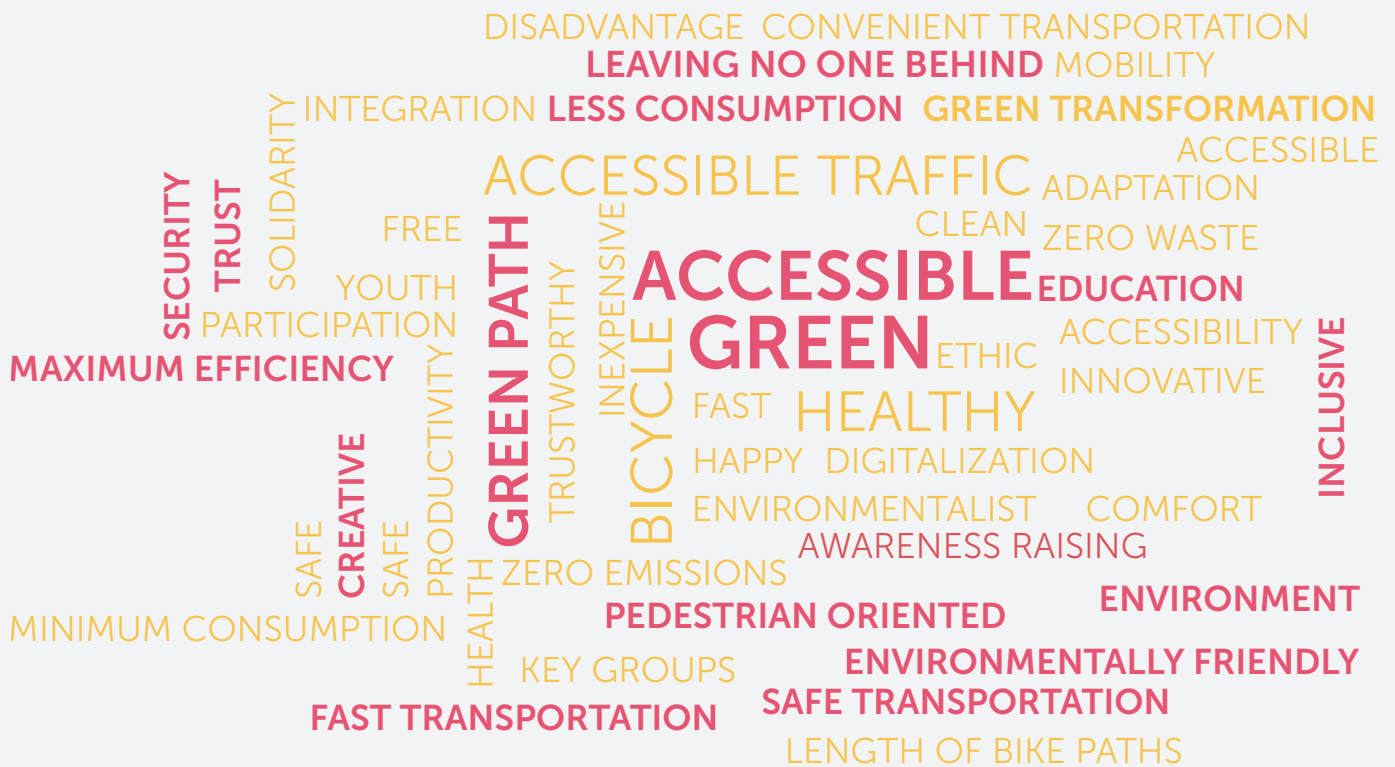 DISADVANTAGE
CONVENIENT TRANSPORTATION
LEAVING NO ONE BEHIND
MOBILITY
INTEGRATION
LESS CONSUMPTION
GREEN TRANSFORMATION
SOLIDARITY
ACCESSIBLE
ACCESSIBLE TRAFFIC
ADAPTATION
SECURITY
TRUST
FREE
GREEN PATH
INEXPENSIVE
CLEAN
ZERO WASTE
ACCESSIBLE
EDUCATION
YOUTH
TRUSTWORTHY
PARTICIPATION
BICYCLE
GREEN
ACCESSIBILITY
INCLUSIVE
MAXIMUM EFFICIENCY
PRODUCTIVITY
ETHIC
INNOVATIVE
FAST
HEALTHY
CREATIVE
HAPPY
DIGITALIZATION
SAFE
SAFE
ENVIRONMENTALIST
COMFORT
AWARENESS RAISING
HEALTH
ZERO EMISSIONS
ENVIRONMENT
MINIMUM CONSUMPTION
PEDESTRIAN ORIENTED
KEY GROUPS
ENVIRONMENTALLY FRIENDLY
FAST TRANSPORTATION
SAFE TRANSPORTATION
LENGTH OF BIKE PATHS